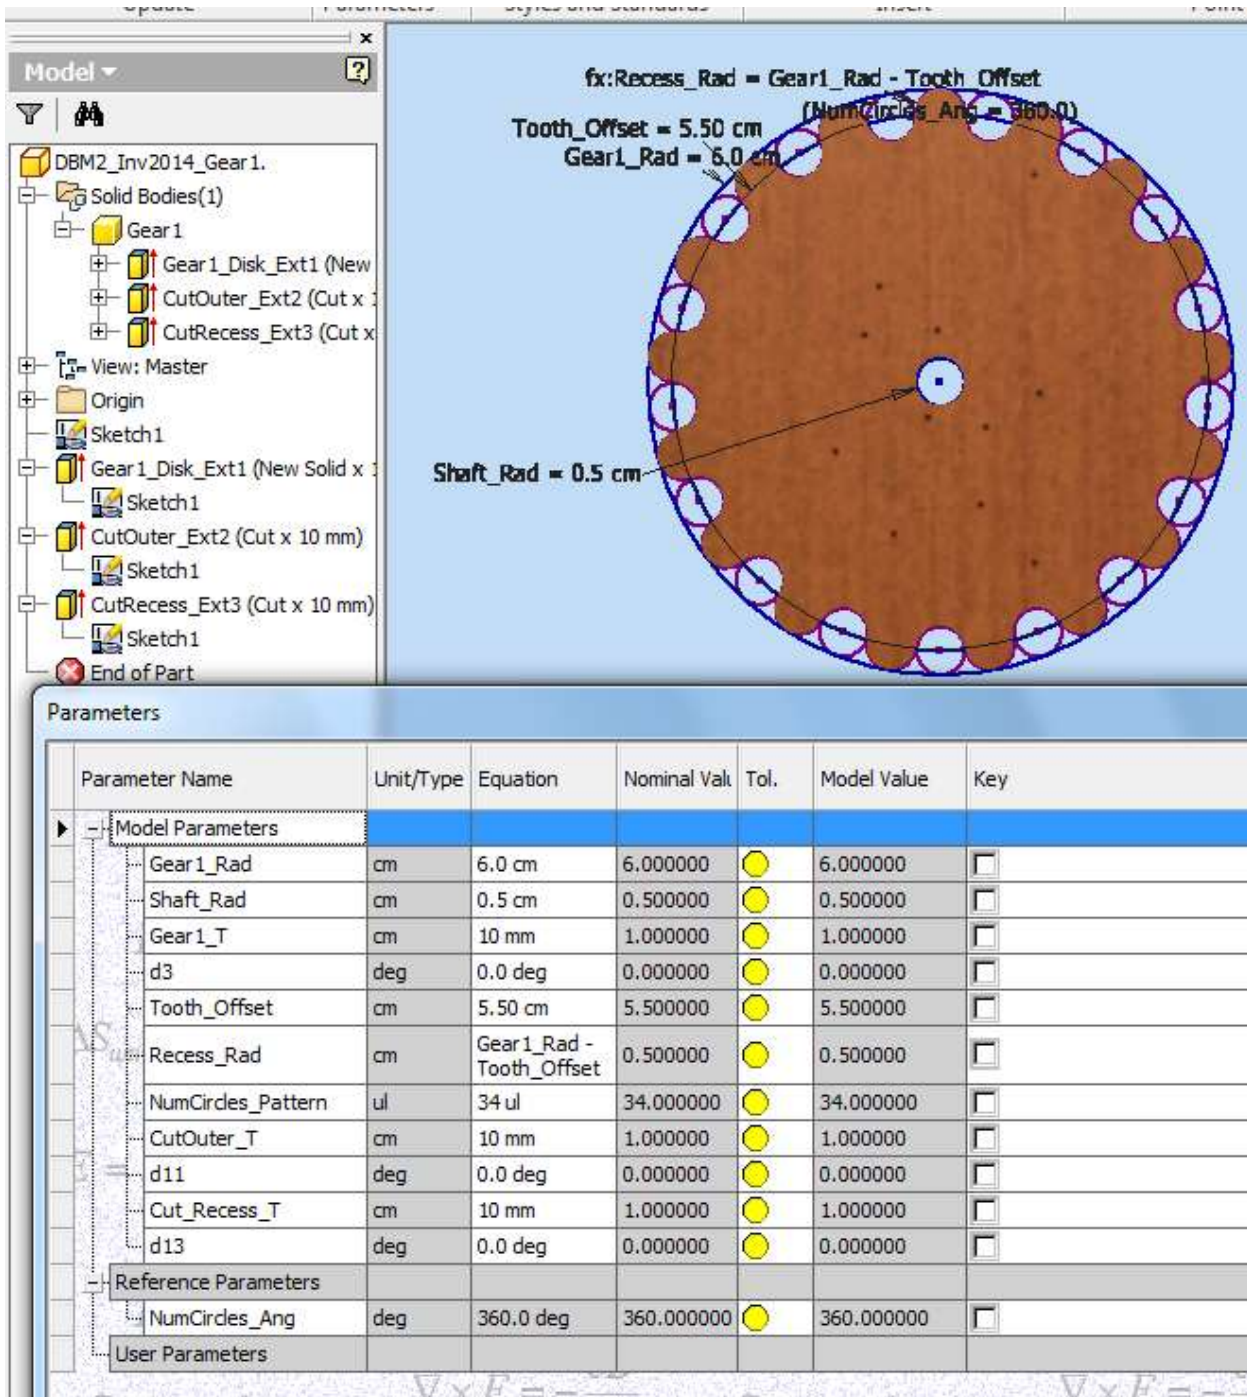 Update Parameters Styles and Standards Insert Point
Model
DBM2_Inv2014_Gear1.
Solid Bodies(1)
Gear1
Gear1_Disk_Ext1 (New
CutOuter_Ext2 (Cut x 1
CutRecess_Ext3 (Cut x
View: Master
Origin
Sketch1
Gear1_Disk_Ext1 (New Solid x 1
Sketch1
CutOuter_Ext2 (Cut x 10 mm)
Sketch1
CutRecess_Ext3 (Cut x 10 mm)
Sketch1
End of Part
fx:Recess_Rad = Gear1_Rad - Tooth_Offset
(NumCircles_Ang = 360.0)
Tooth_Offset = 5.50 cm
Gear1_Rad = 6.0 cm
Shaft_Rad = 0.5 cm
Parameters
Parameter Name Unit/Type Equation Nominal Valu Tol. Model Value Key
Model Parameters
Gear1_Rad cm 6.0 cm 6.000000 6.000000
Shaft_Rad cm 0.5 cm 0.500000 0.500000
Gear1_T cm 10 mm 1.000000 1.000000
d3 deg 0.0 deg 0.000000 0.000000
Tooth_Offset cm 5.50 cm 5.500000 5.500000
Recess_Rad cm Gear1_Rad - Tooth_Offset 0.500000 0.500000
NumCircles_Pattern ul 34 ul 34.000000 34.000000
CutOuter_T cm 10 mm 1.000000 1.000000
d11 deg 0.0 deg 0.000000 0.000000
Cut_Recess_T cm 10 mm 1.000000 1.000000
d13 deg 0.0 deg 0.000000 0.000000
Reference Parameters
NumCircles_Ang deg 360.0 deg 360.000000 360.000000
User Parameters